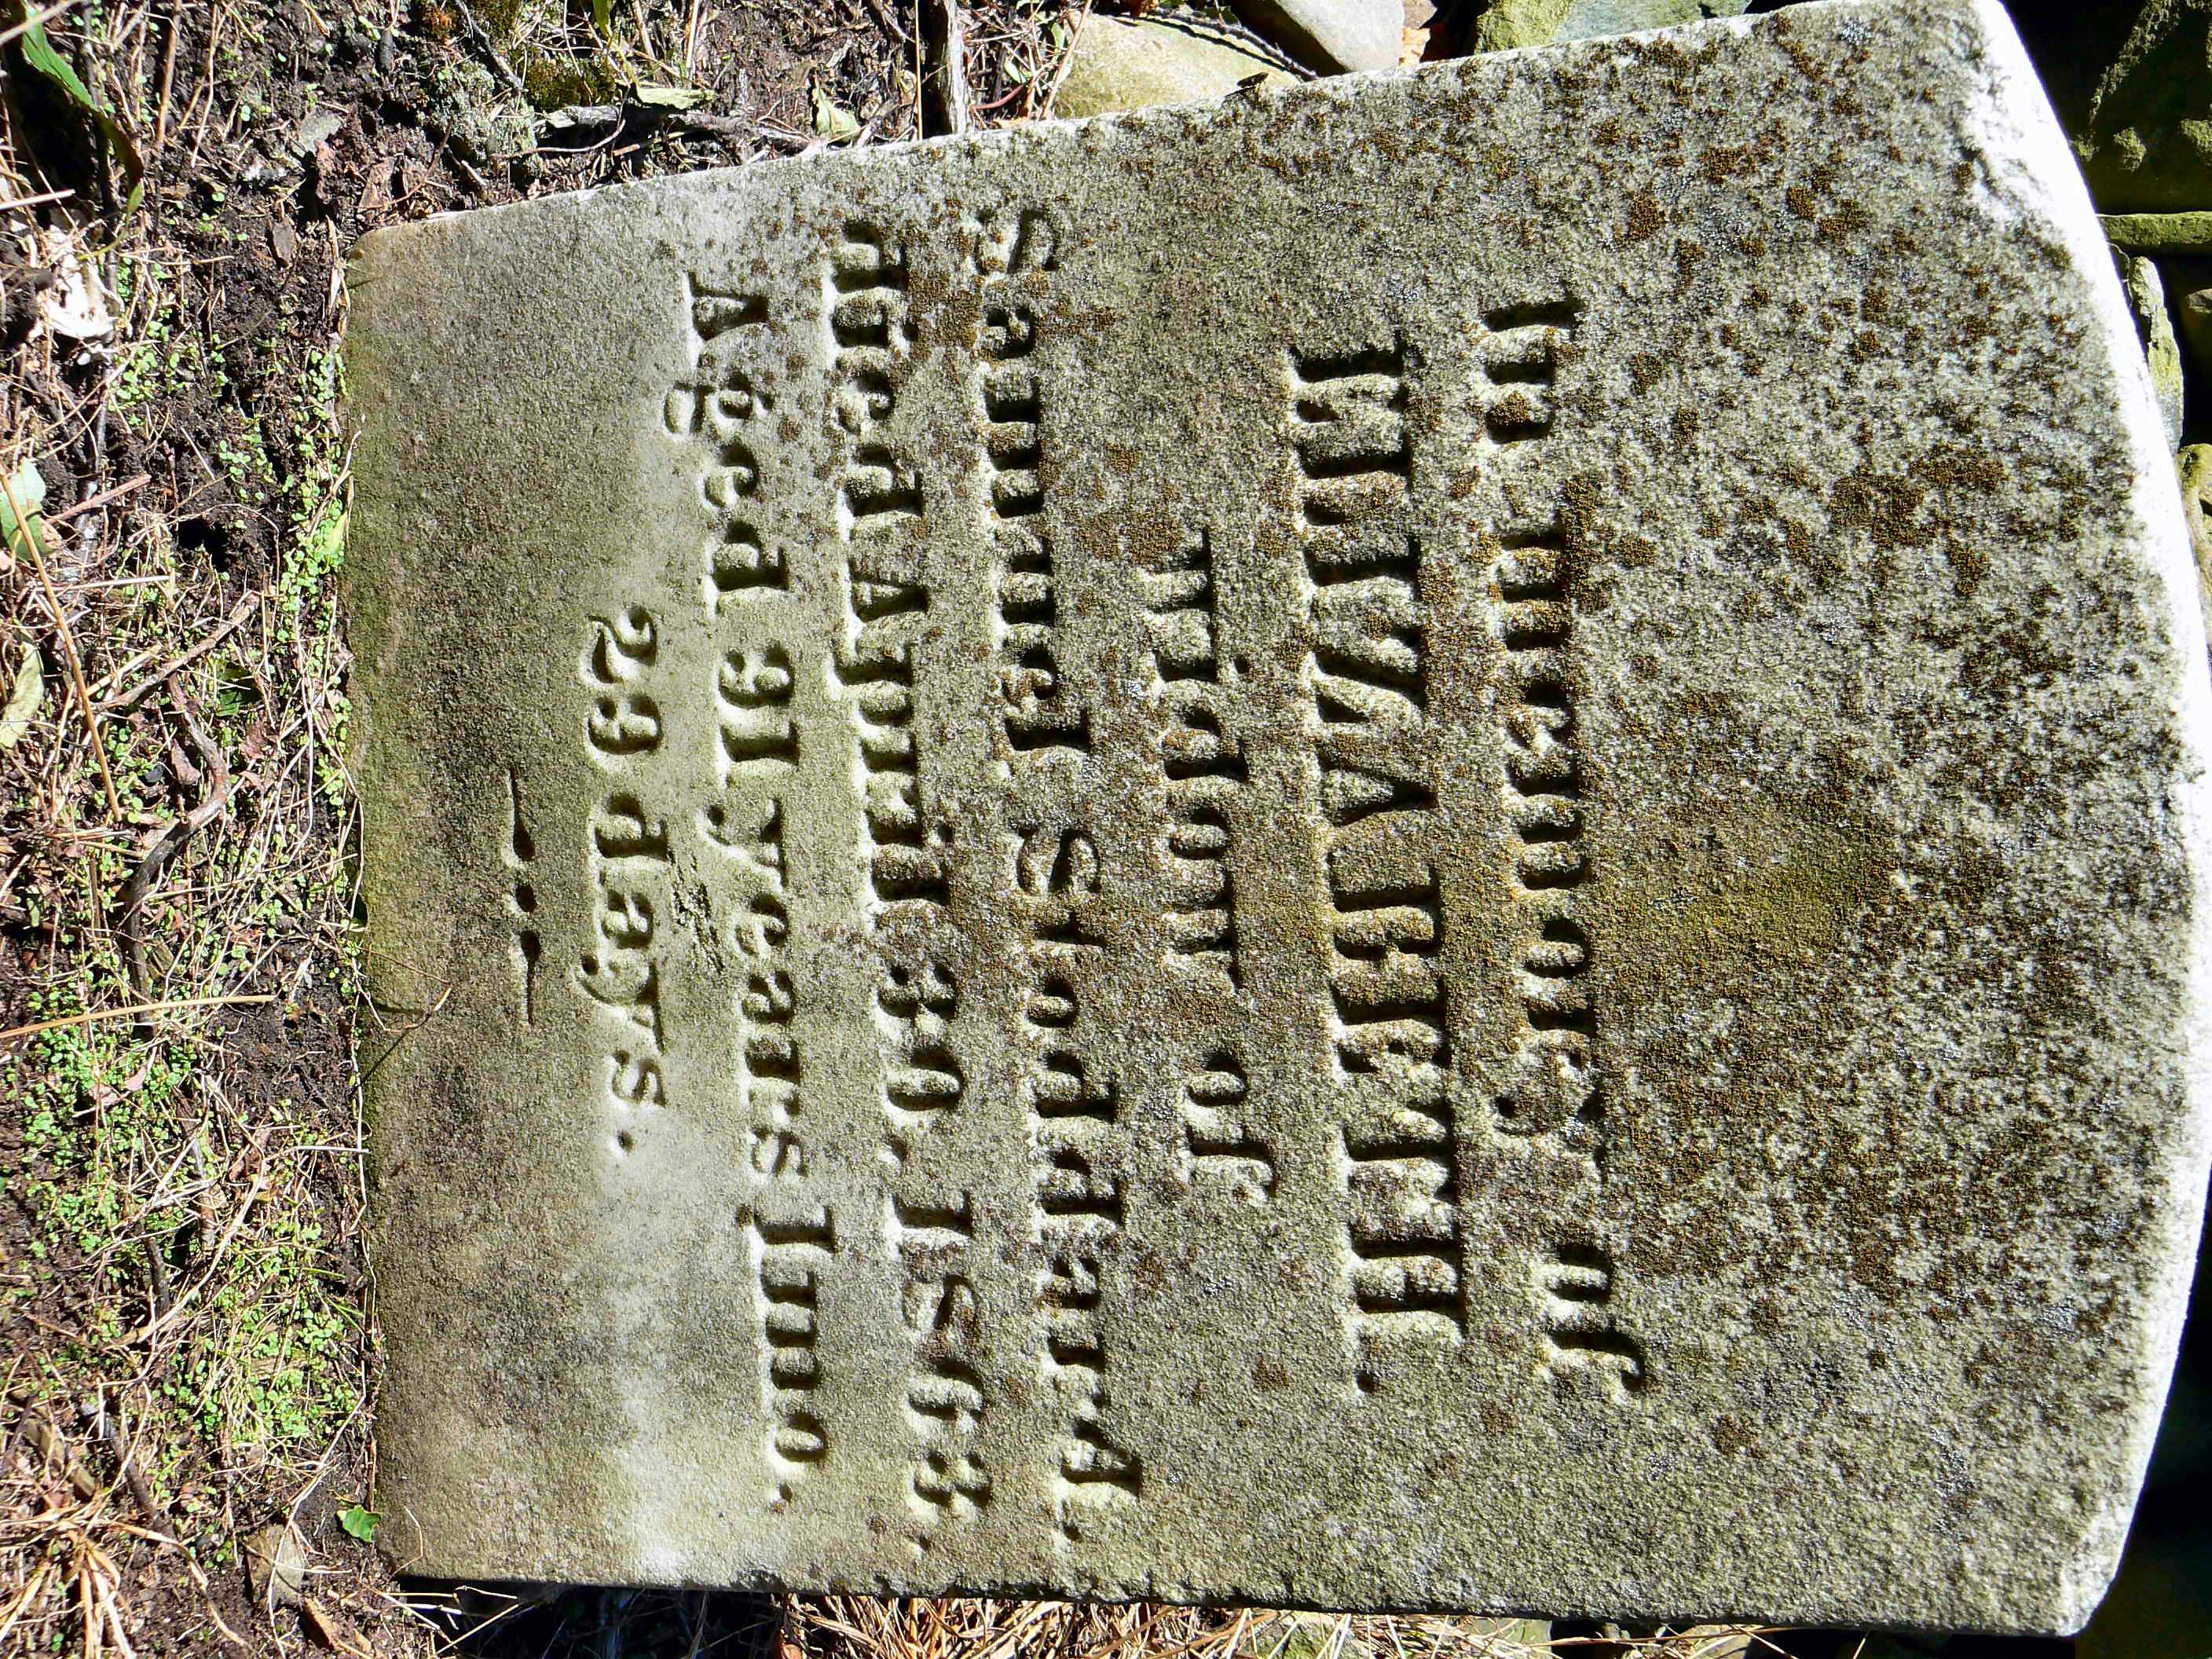 In memory of
ELIZABETH,
widow of
Samuel Stoddard,
died April 30, 1863,
Aged 91 years 1 mo.
29 days.